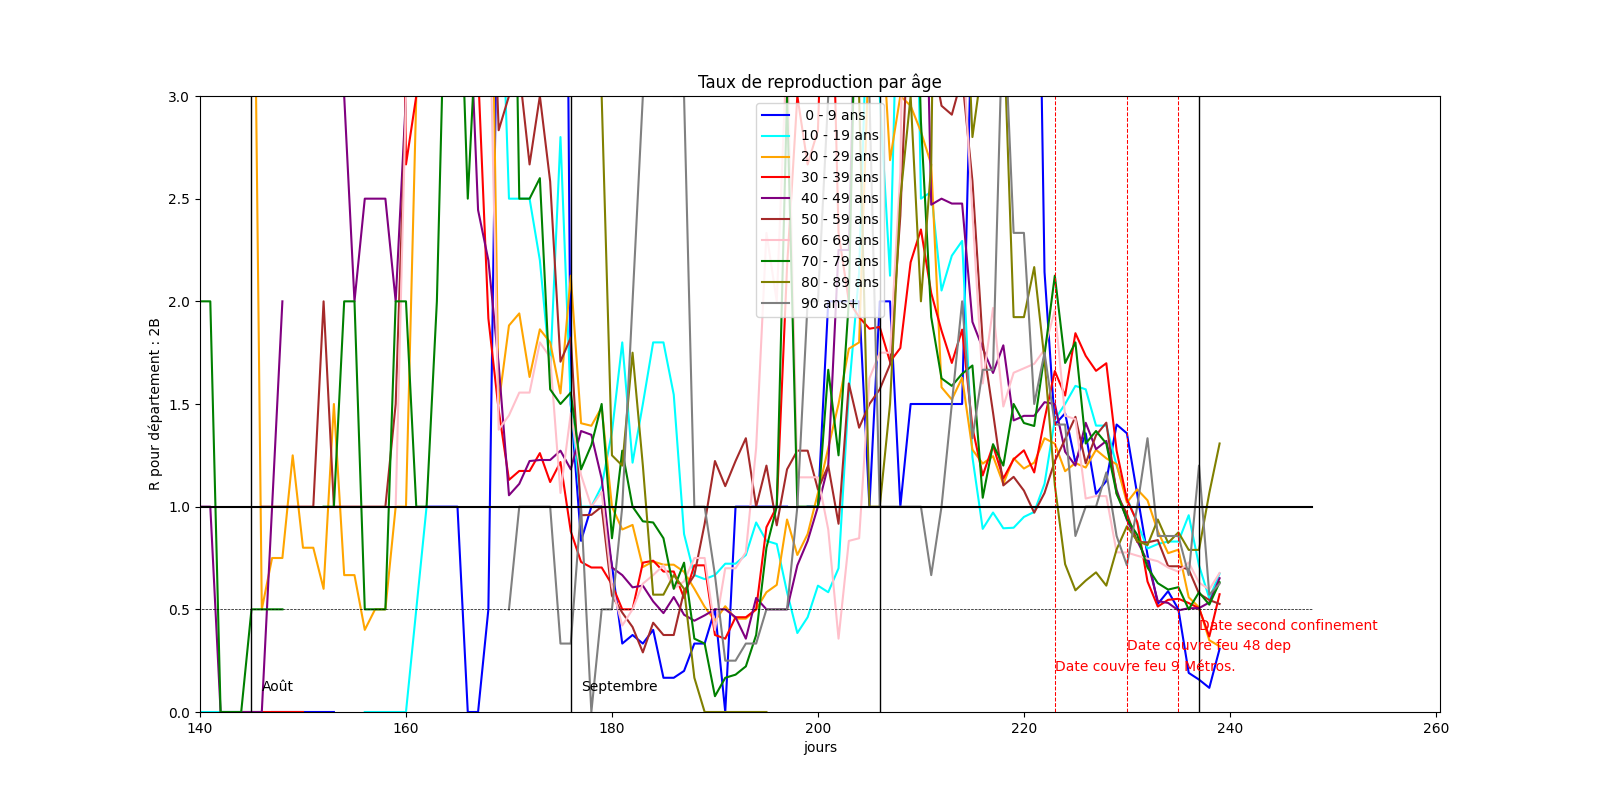 Taux de reproduction par âge
R pour département : 2B
3.0
2.5
2.0
1.5
1.0
0.5
0.0
0 - 9 ans
10 - 19 ans
20 - 29 ans
30 - 39 ans
40 - 49 ans
50 - 59 ans
60 - 69 ans
70 - 79 ans
80 - 89 ans
90 ans+
Date second confinement
Date couvre feu 48 dep
Date couvre feu 9 Métros.
Août
Septembre
140
160
180
200
220
240
260
jours